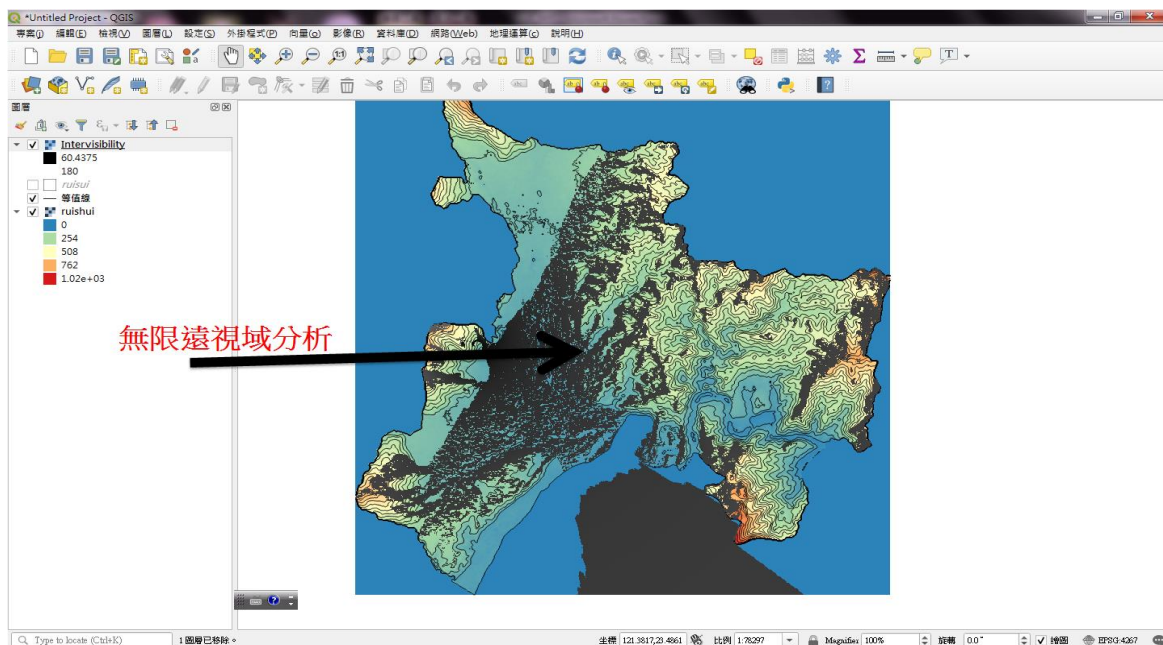 *Untitled Project - QGIS
專案(J) 編輯(E) 檢視(V) 圖層(L) 設定(S) 外掛程式(P) 向量(O) 影像(R) 資料庫(D) 網路(Web) 地理運算(C) 說明(H)
圖層
Intervisibility
60.4375
180
ruisui
等值線
ruishui
0
254
508
762
1.02e+03
無限遠視域分析
Type to locate (Ctrl+K) 1 圖層已移除。 坐標 121.3817,23.4861 比例 1:78297 Magnifier 100% 旋轉 0.0 ° 繪圖 EPSG:4267